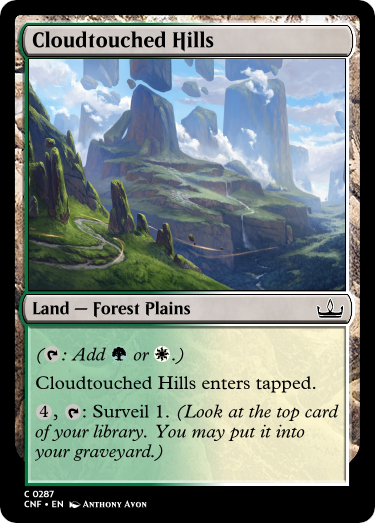 Cloudtouched Hills
Land — Forest Plains
(: Add or .)
Cloudtouched Hills enters tapped.
4, : Surveil 1. (Look at the top card
of your library. You may put it into
your graveyard.)
C 0287
CNF • EN Anthony Avon